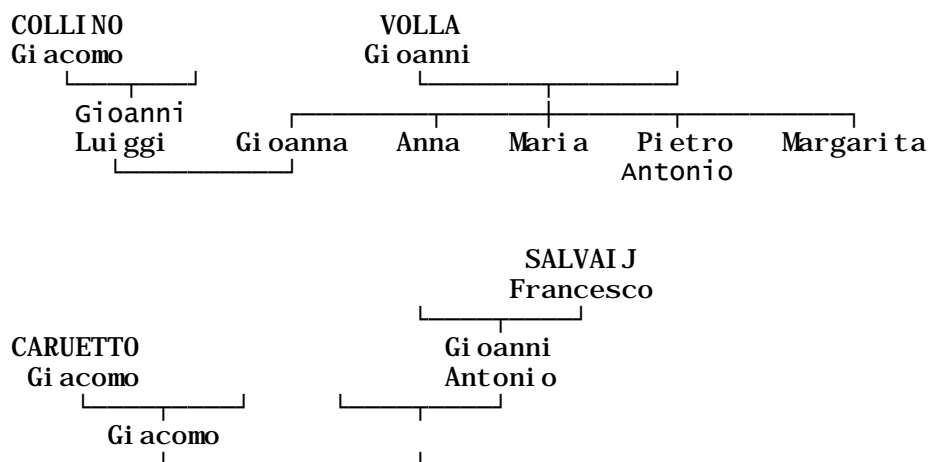 COLLINO VOLLA
Giacomo Gioanni
Gioanni
Luiggi Gioanna Anna Maria Pietro Margarita
Antonio
SALVAIJ
Francesco
CARUETTO Gioanni
Giacomo Antonio
Giacomo